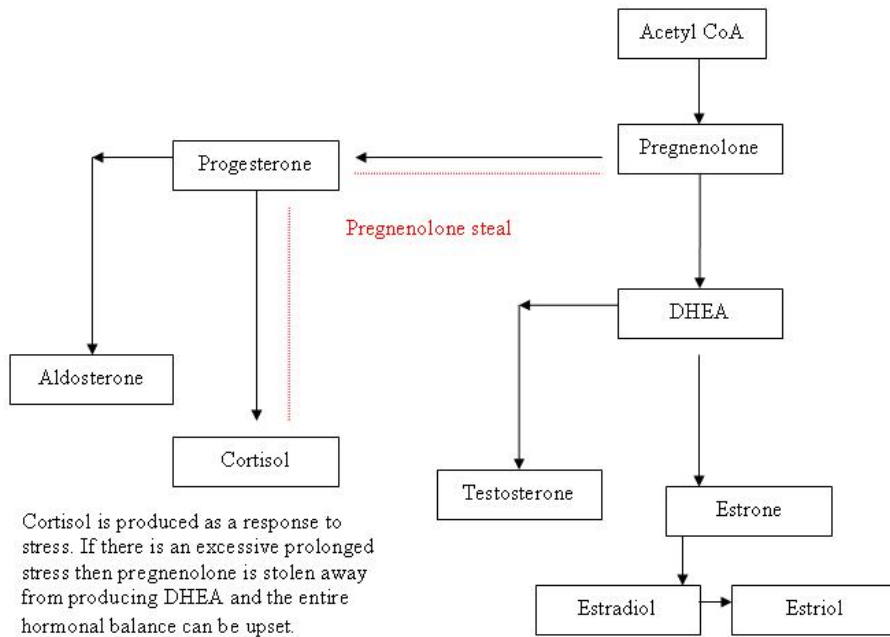 Acetyl CoA
Pregnenolone
Progesterone
Pregnenolone steal
DHEA
Aldosterone
Cortisol
Testosterone
Estrone
Cortisol is produced as a response to
stress. If there is an excessive prolonged
stress then pregnenolone is stolen away
from producing DHEA and the entire
hormonal balance can be upset.
Estradiol
Estriol